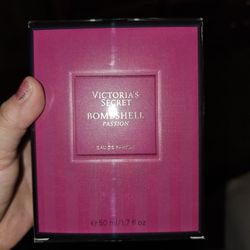 VICTORIA'S
SECRET
BOMBSHELL
PASSION
EAU DE PARFUM
e 50 ml/1.7 fl oz